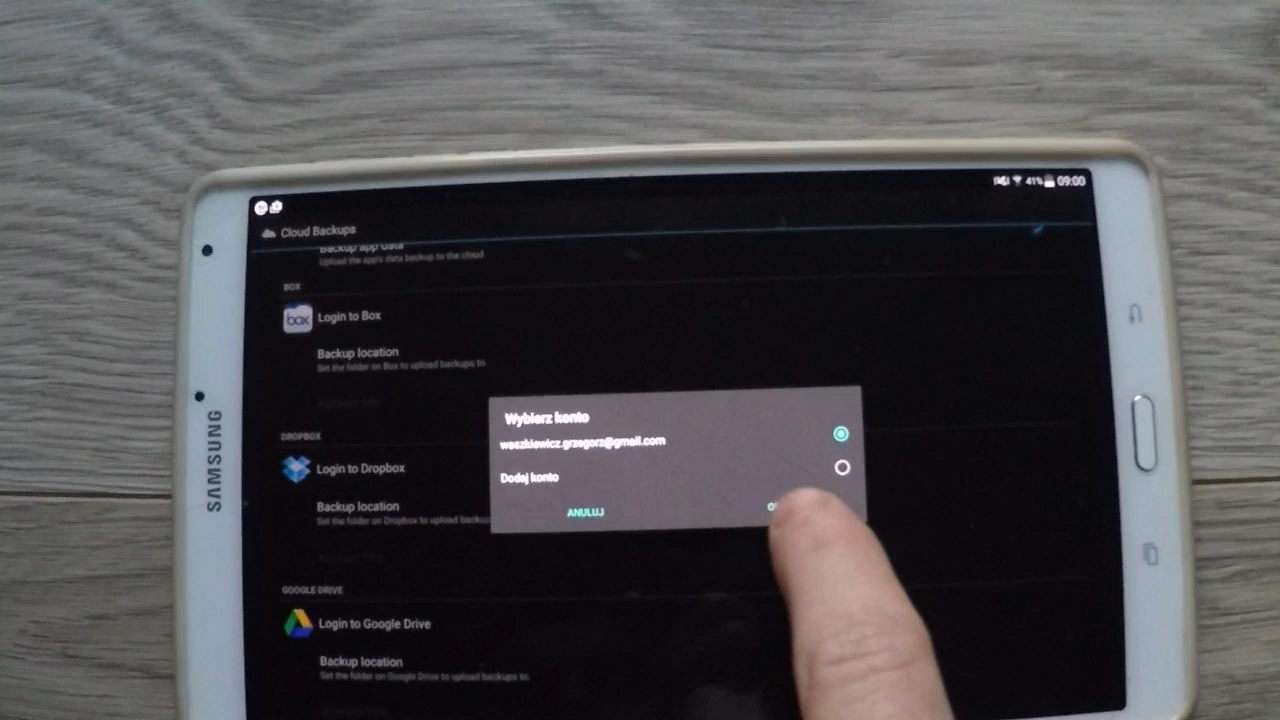 41% 09:00
Cloud Backups
Backup app data
Upload the app's data backup to the cloud
BOX
box
Login to Box
Backup location
Set the folder on Box to upload backups to.
Wybierz konto
waszkiewicz.grzegorz@gmail.com
Dodaj konto
ANULUJ
DROPBOX
Login to Dropbox
Backup location
Set the folder on Dropbox to upload
GOOGLE DRIVE
Login to Google Drive
Backup location
Set the folder on Google Drive to upload backups to.
SAMSUNG